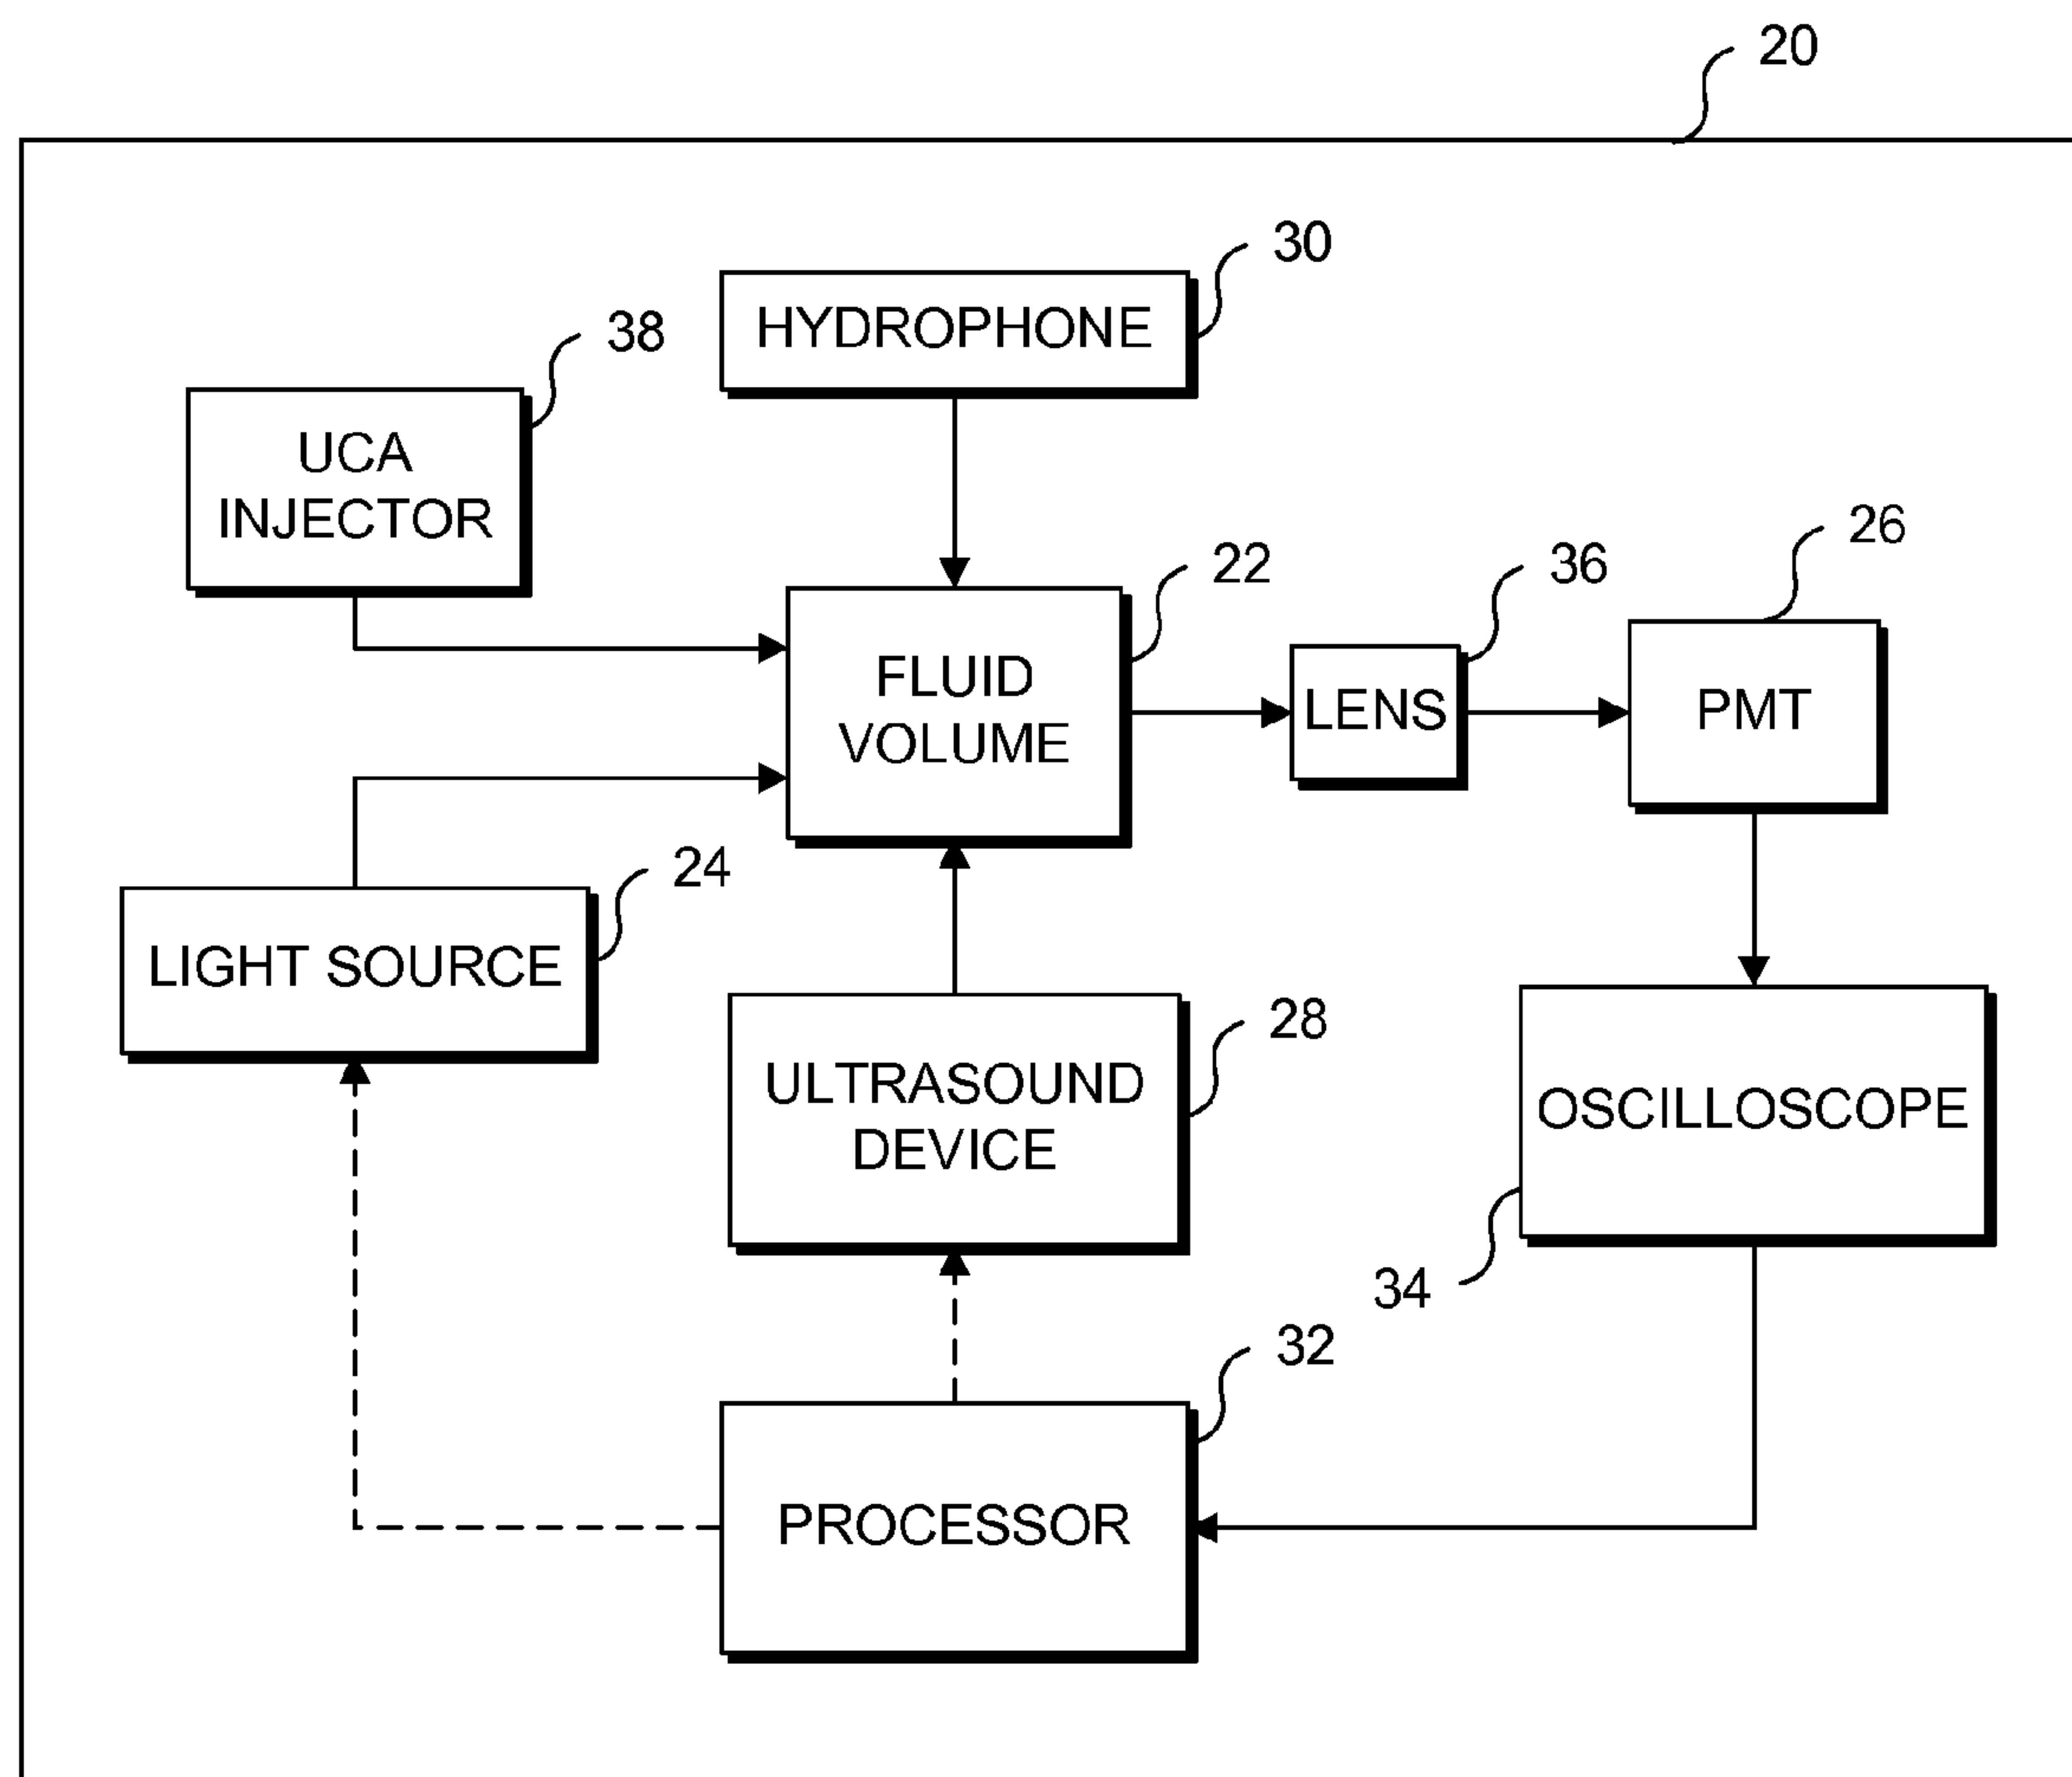 20
30
HYDROPHONE
38
UCA
INJECTOR
26
22
36
FLUID
VOLUME
LENS
PMT
24
LIGHT SOURCE
28
ULTRASOUND
DEVICE
OSCILLOSCOPE
34
32
PROCESSOR